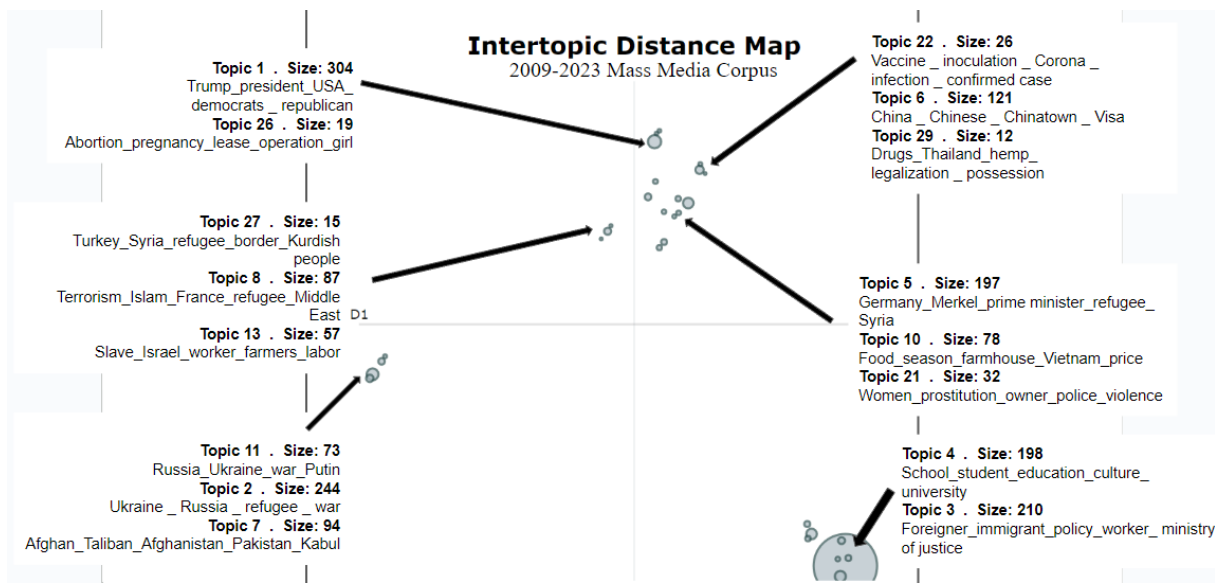 Intertopic Distance Map
2009-2023 Mass Media Corpus
Topic 1 . Size: 304
Trump_president_USA_
democrats _ republican
Topic 26 . Size: 19
Abortion_pregnancy_lease_operation_girl
Topic 27 . Size: 15
Turkey_Syria_refugee_border_Kurdish
people
Topic 8 . Size: 87
Terrorism_Islam_France_refugee_Middle
East
D1
Topic 13 . Size: 57
Slave_Israel_worker_farmers_labor
Topic 11 . Size: 73
Russia_Ukraine_war_Putin
Topic 2 . Size: 244
Ukraine _ Russia _ refugee _ war
Topic 7 . Size: 94
Afghan_Taliban_Afghanistan_Pakistan_Kabul
Topic 22 . Size: 26
Vaccine _ inoculation _ Corona _
infection _ confirmed case
Topic 6 . Size: 121
China _ Chinese _ Chinatown _ Visa
Topic 29 . Size: 12
Drugs_Thailand_hemp_
legalization _ possession
Topic 5 . Size: 197
Germany_Merkel_prime minister_refugee_
Syria
Topic 10 . Size: 78
Food_season_farmhouse_Vietnam_price
Topic 21 . Size: 32
Women_prostitution_owner_police_violence
Topic 4 . Size: 198
School_student_education_culture_
university
Topic 3 . Size: 210
Foreigner_immigrant_policy_worker_ ministry
of justice